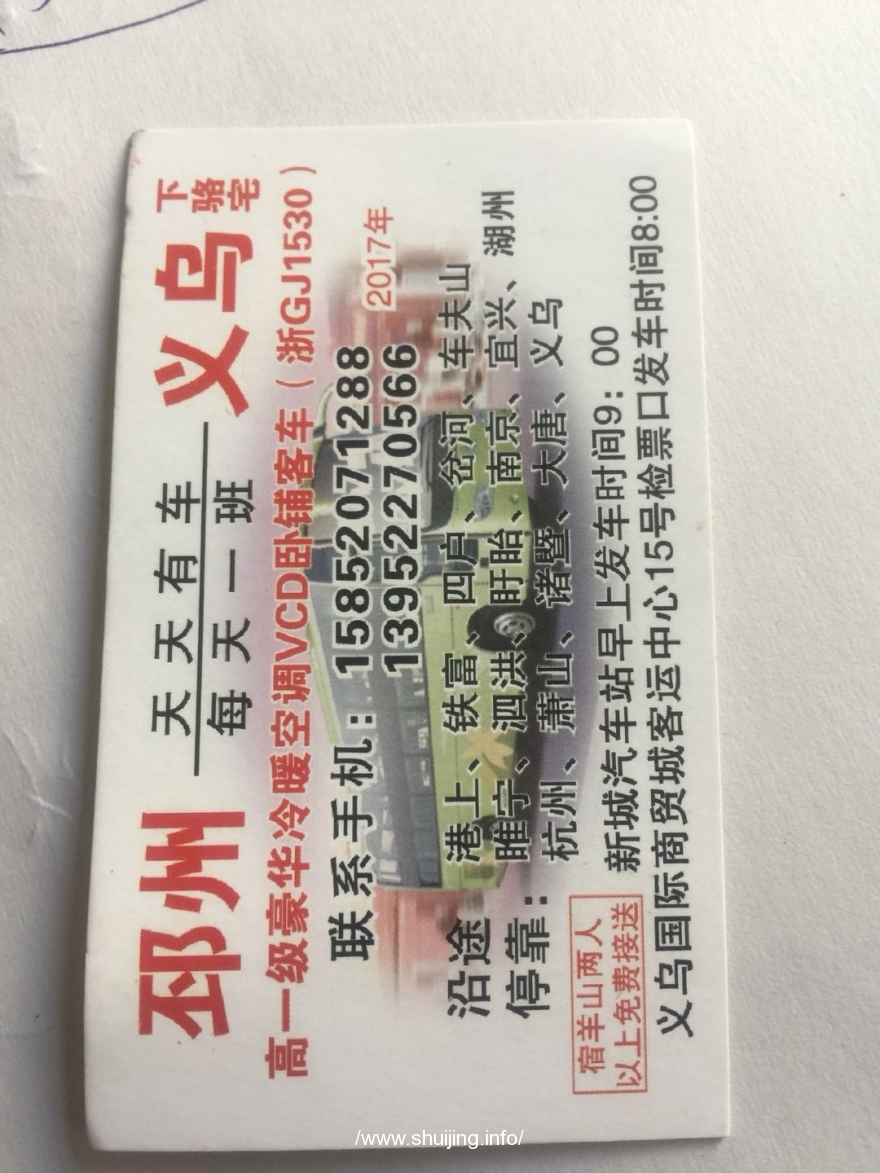 邳州 天天有车 义乌 下骆宅
每天一班
高一级豪华冷暖空调VCD卧铺客车（浙GJ1530）
联系手机：15852071288
13952270566 2017年
沿途停靠：
港上、铁富、四户、岔河、车夫山
睢宁、泗洪、盱眙、南京、宜兴、湖州
杭州、萧山、诸暨、大唐、义乌
宿羊山两人
以上免费接送
新城汽车站早上发车时间9：00
义乌国际商贸城客运中心15号检票口发车时间8:00
/www.shuijing.info/